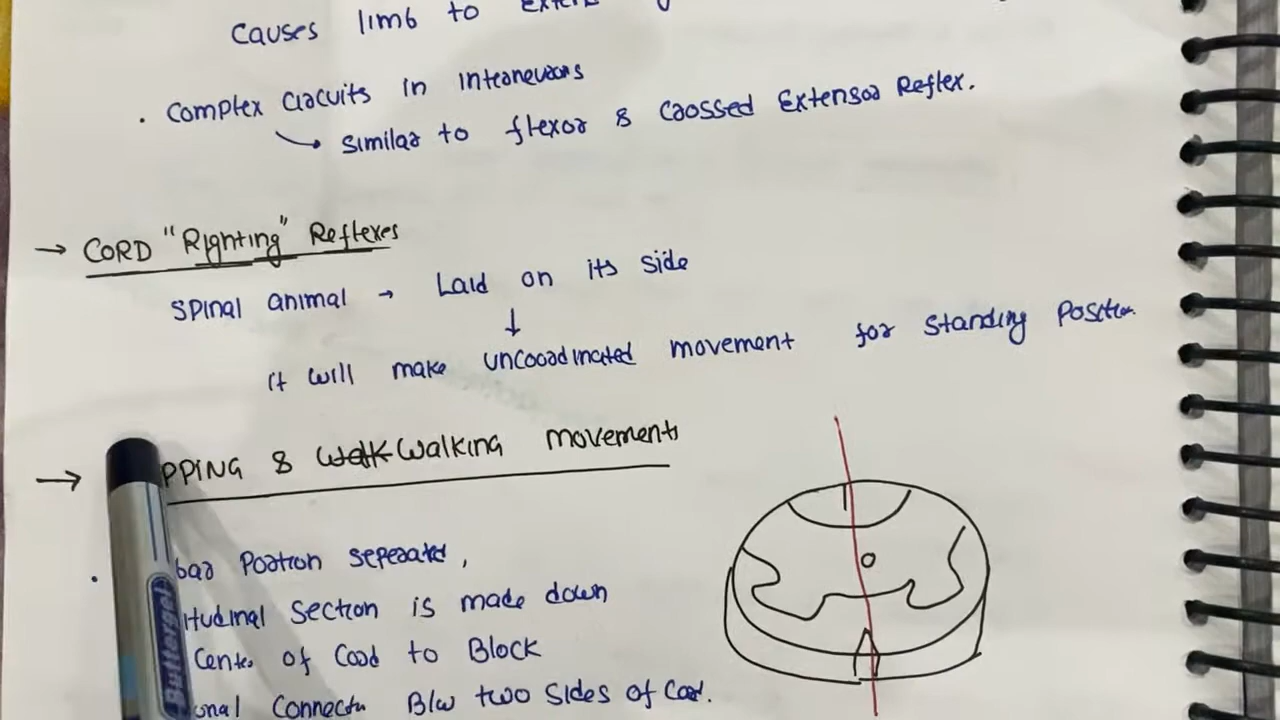 Causes limb to
• Complex Circuits in Interneurons
↳ Similar to flexor & Crossed Extensor Reflex.
→ CORD "Righting" Reflexes
Spinal animal → Laid on its side
↓
it will make uncoordinated movement for Standing Position
→ PPING & Walk Walking movements
• bar Portion seperated,
itudinal Section is made down
Center of Cord to Block
onal Connectn B/w two Sides of Cord.
Butterflow